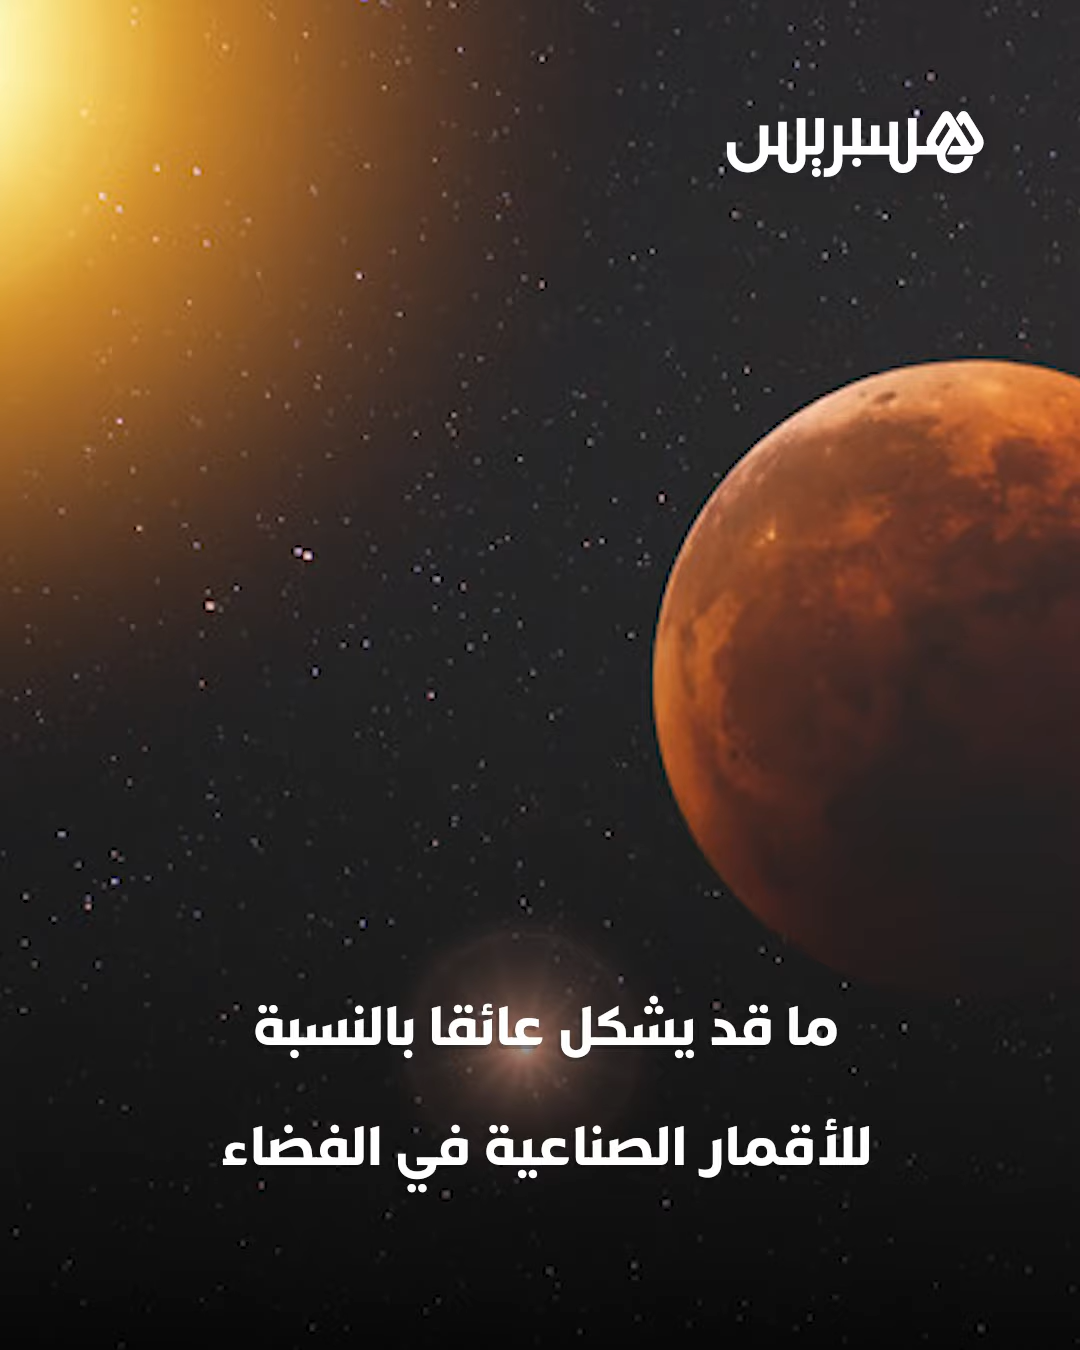 هسبريس
ما قد يشكل عائقا بالنسبة
للأقمار الصناعية في الفضاء